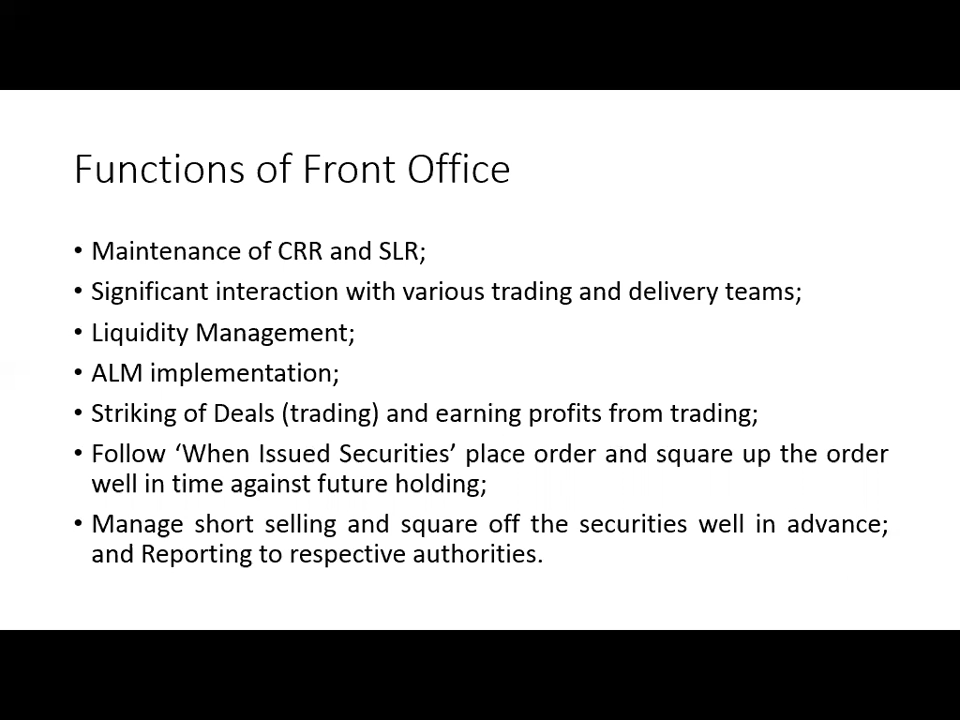 Functions of Front Office
• Maintenance of CRR and SLR;
• Significant interaction with various trading and delivery teams;
• Liquidity Management;
• ALM implementation;
• Striking of Deals (trading) and earning profits from trading;
• Follow ‘When Issued Securities’ place order and square up the order
well in time against future holding;
• Manage short selling and square off the securities well in advance;
and Reporting to respective authorities.